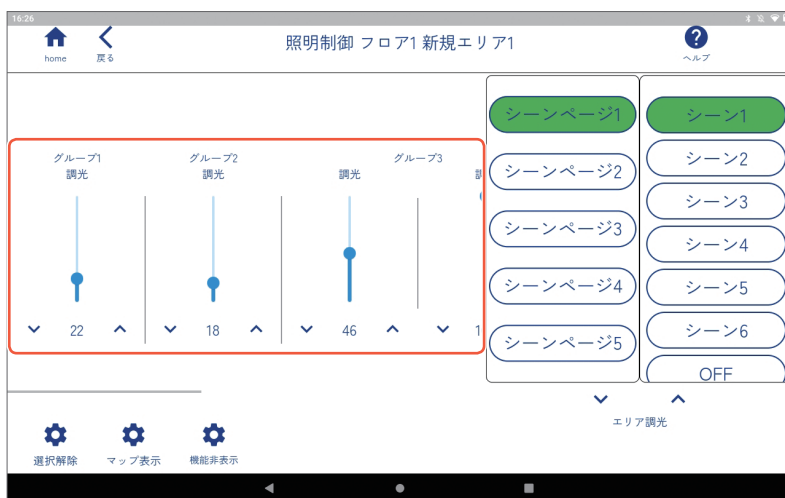 16:26
home
戻る
照明制御 フロア1 新規エリア1
ヘルプ
グループ1
調光
22
グループ2
調光
18
グループ3
調光
46
シーンページ1
シーンページ2
シーンページ3
シーンページ4
シーンページ5
シーン1
シーン2
シーン3
シーン4
シーン5
シーン6
OFF
エリア調光
選択解除
マップ表示
機能非表示